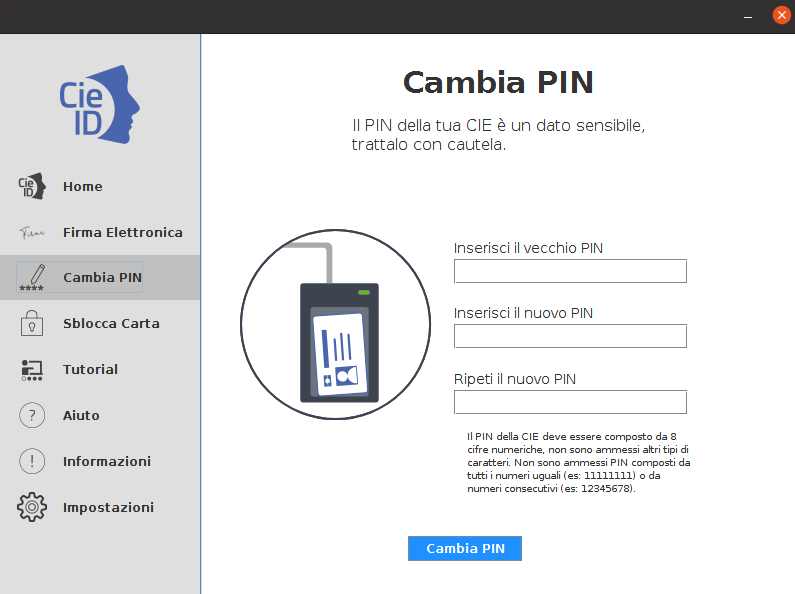 Cie
ID
Cie
ID
Home
Firma
Firma Elettronica
****
Cambia PIN
Sblocca Carta
Tutorial
?
Aiuto
!
Informazioni
Impostazioni
Cambia PIN
Il PIN della tua CIE è un dato sensibile,
trattalo con cautela.
Inserisci il vecchio PIN
Inserisci il nuovo PIN
Ripeti il nuovo PIN
Il PIN della CIE deve essere composto da 8
cifre numeriche, non sono ammessi altri tipi di
caratteri. Non sono ammessi PIN composti da
tutti i numeri uguali (es: 11111111) o da
numeri consecutivi (es: 12345678).
Cambia PIN